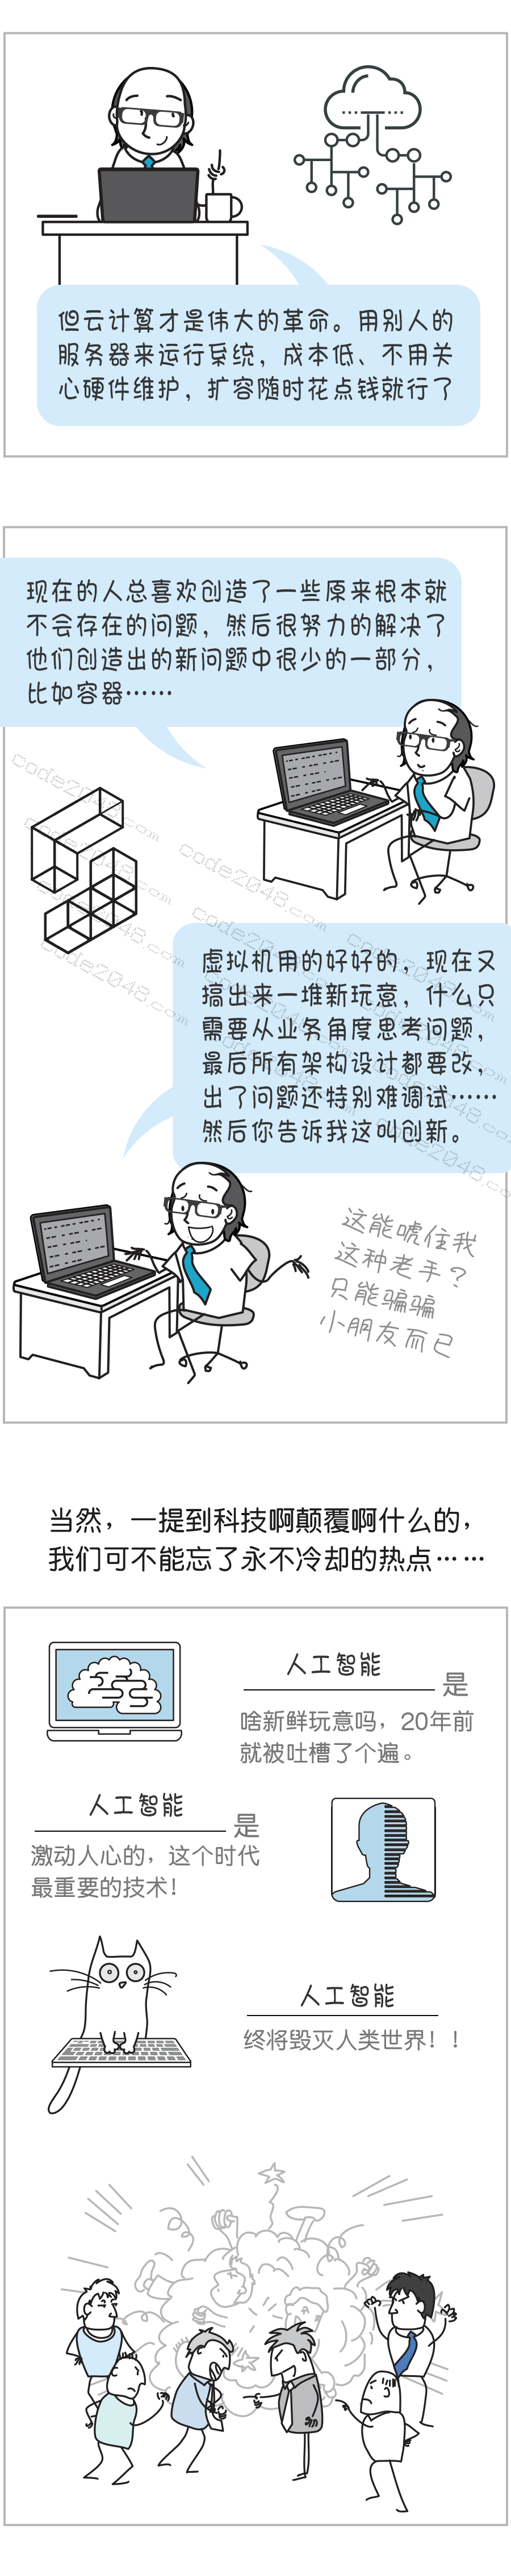 但云计算才是伟大的革命。用别人的
服务器来运行系统，成本低、不用关
心硬件维护，扩容随时花点钱就行了
现在的人总喜欢创造了一些原来根本就
不会存在的问题，然后很努力的解决了
他们创造出的新问题中很少的一部分，
比如容器……
code2048.com
code2048.com
code2048.com
code2048.com
code2048.com
code2048.com
虚拟机用的好好的，现在又
搞出来一堆新玩意，什么只
需要从业务角度思考问题，
最后所有架构设计都要改，
出了问题还特别难调试……
然后你告诉我这叫创新。
这能唬住我
这种老手？
只能骗骗
小朋友而已
当然，一提到科技啊颠覆啊什么的，
我们可不能忘了永不冷却的热点……
人工智能
是
啥新鲜玩意吗，20年前
就被吐槽了个遍。
人工智能
是
激动人心的，这个时代
最重要的技术！
人工智能
终将毁灭人类世界！！